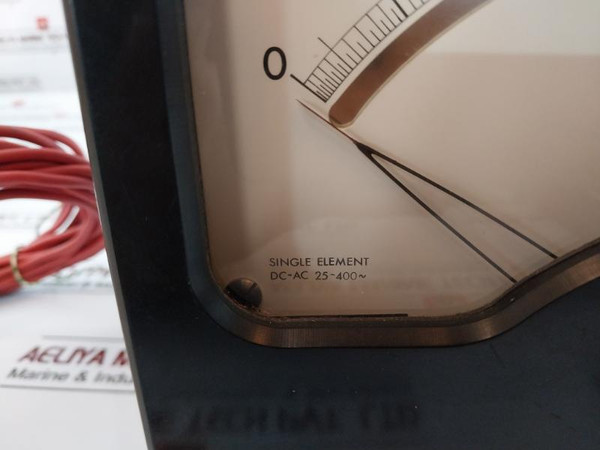 0
SINGLE ELEMENT
DC-AC 25-400~
AELIYA M
Marine & Indu